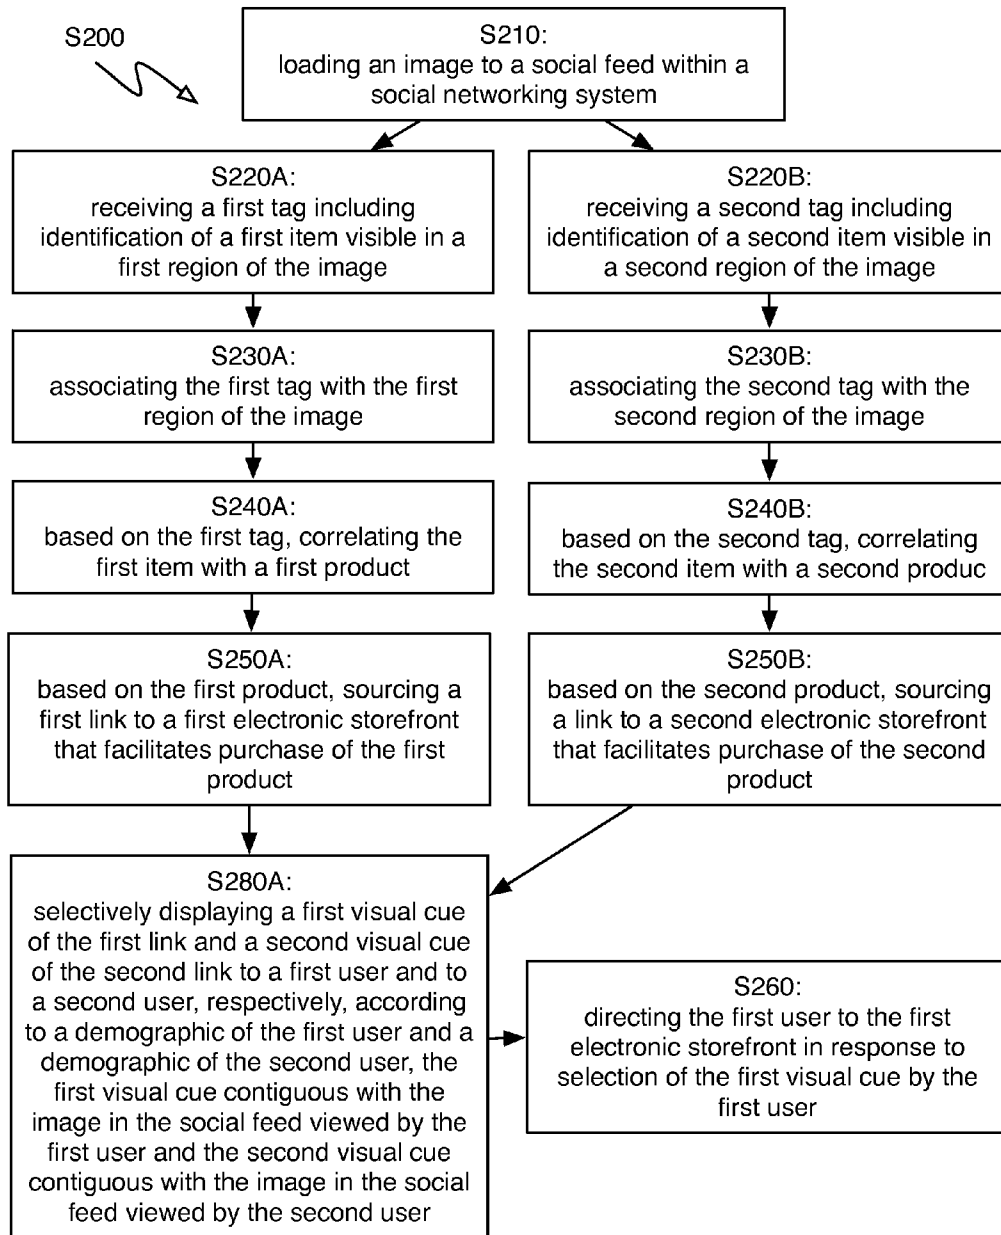 S200
S210:
loading an image to a social feed within a
social networking system
S220A:
receiving a first tag including
identification of a first item visible in a
first region of the image
S220B:
receiving a second tag including
identification of a second item visible in
a second region of the image
S230A:
associating the first tag with the first
region of the image
S230B:
associating the second tag with the
second region of the image
S240A:
based on the first tag, correlating the
first item with a first product
S240B:
based on the second tag, correlating
the second item with a second produc
S250A:
based on the first product, sourcing a
first link to a first electronic storefront
that facilitates purchase of the first
product
S250B:
based on the second product, sourcing
a link to a second electronic storefront
that facilitates purchase of the second
product
S280A:
selectively displaying a first visual cue
of the first link and a second visual cue
of the second link to a first user and to
a second user, respectively, according
to a demographic of the first user and a
demographic of the second user, the
first visual cue contiguous with the
image in the social feed viewed by the
first user and the second visual cue
contiguous with the image in the social
feed viewed by the second user
S260:
directing the first user to the first
electronic storefront in response to
selection of the first visual cue by the
first user